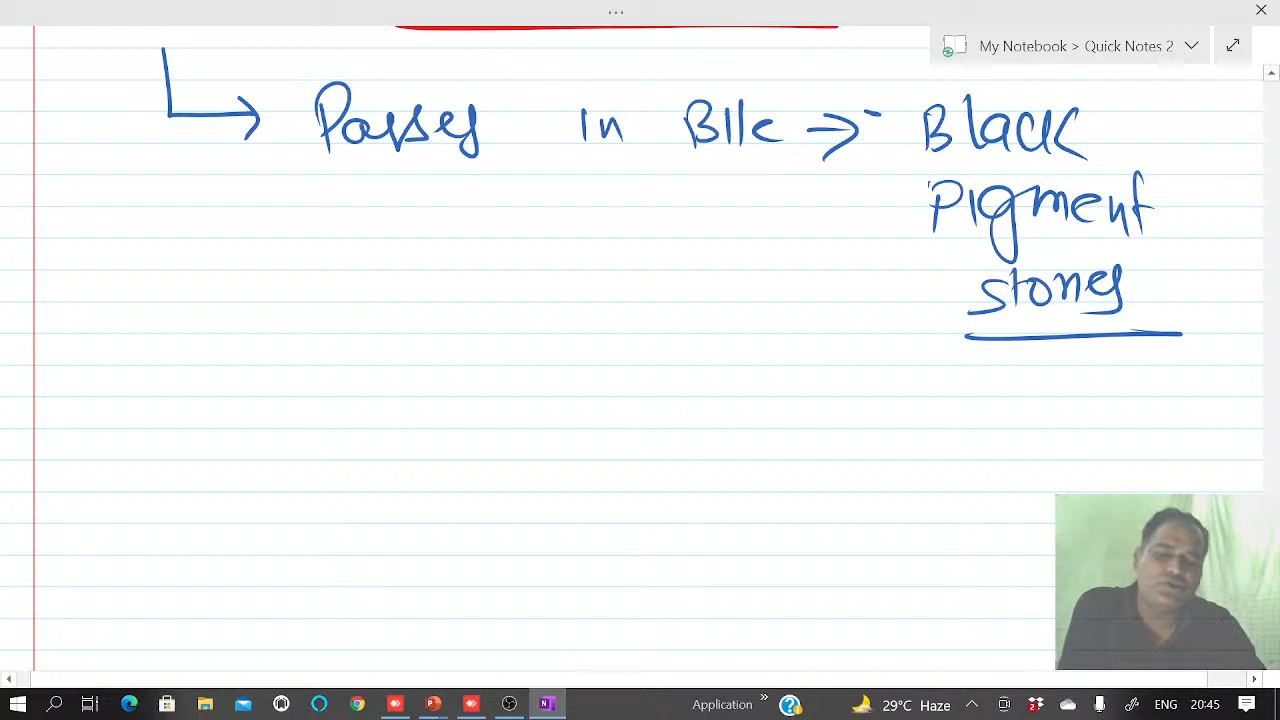 ...
My Notebook > Quick Notes 2
Passes in BIle → Black
Pigment
stones
Application
»
29°C Haze
ENG
20:45